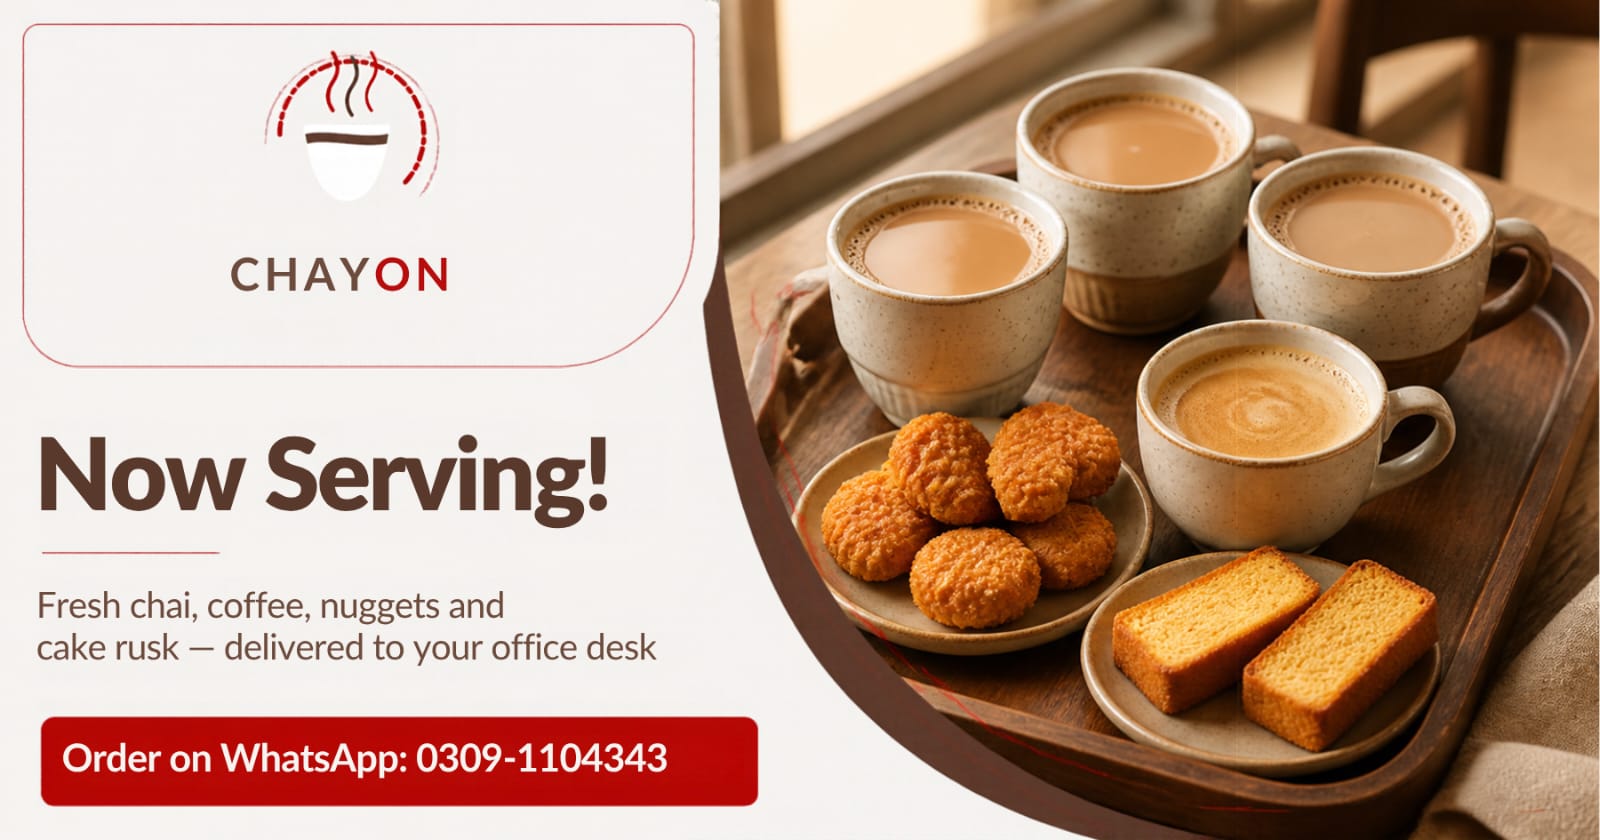 CHAYON
Now Serving!
Fresh chai, coffee, nuggets and
cake rusk — delivered to your office desk
Order on WhatsApp: 0309-1104343